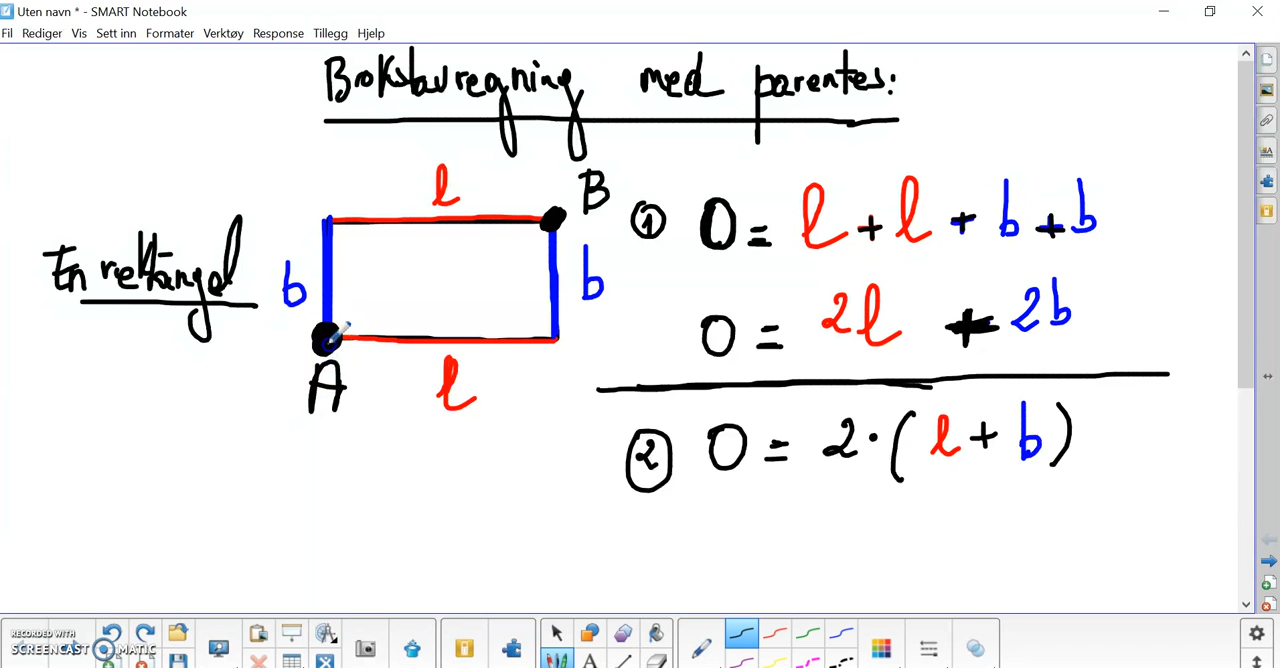 Uten navn * - SMART Notebook
Fil Rediger Vis Sett inn Formater Verktøy Response Tillegg Hjelp
Bokstavregning med parentes:
En rektangel
l
B
b
b
A
l
① O = l + l + b + b
O = 2l + 2b
② O = 2 · ( l + b )
RECORDED WITH
SCREENCAST MATIC